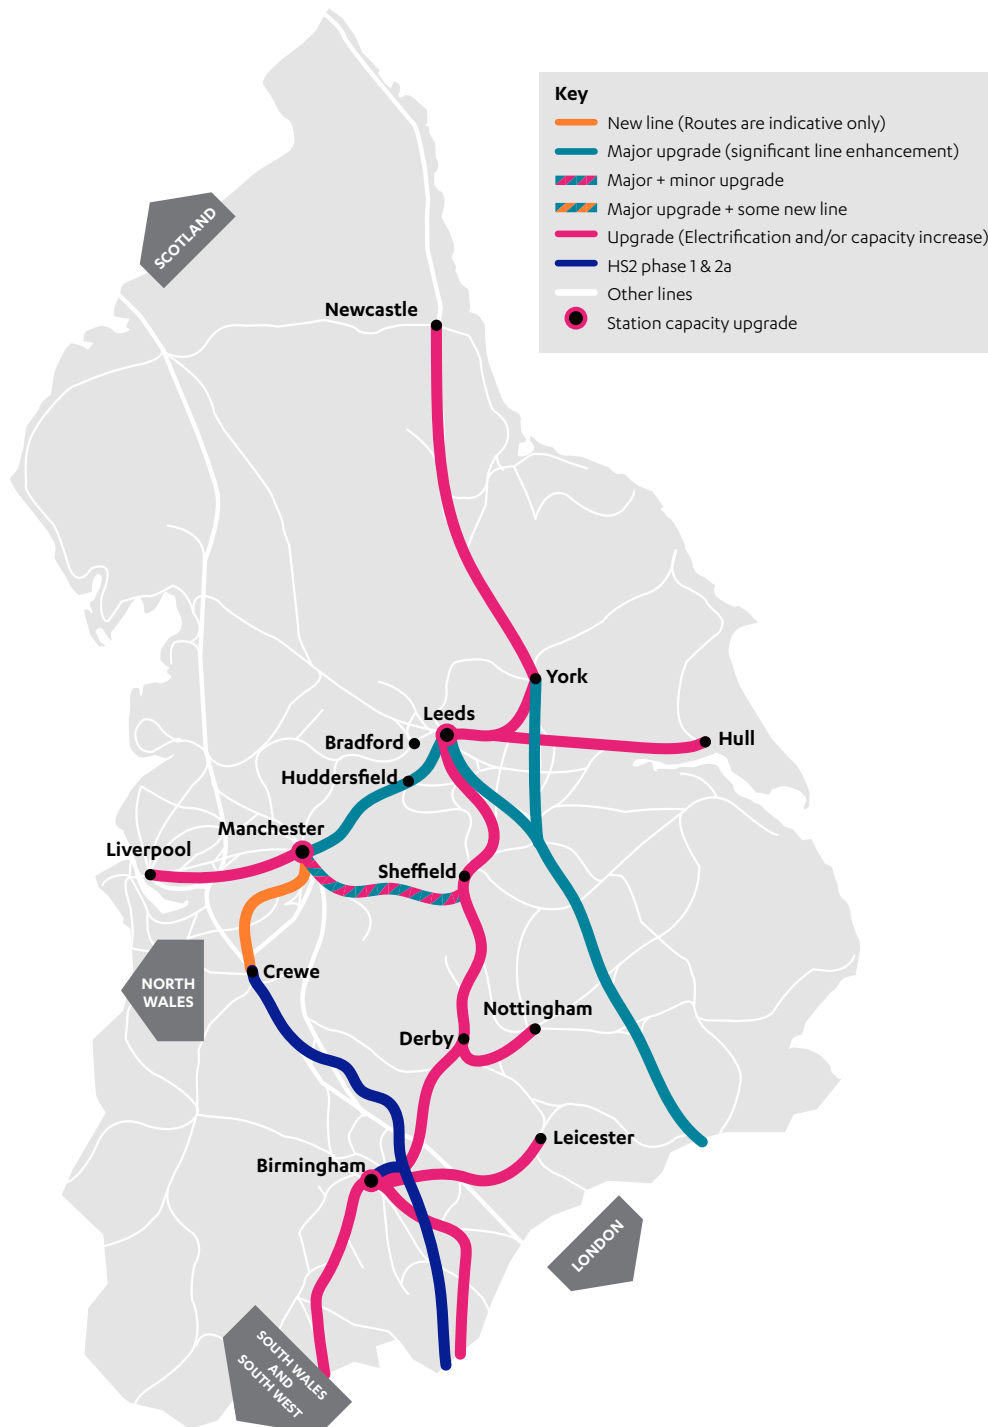 Key
New line (Routes are indicative only)
Major upgrade (significant line enhancement)
Major + minor upgrade
Major upgrade + some new line
Upgrade (Electrification and/or capacity increase)
HS2 phase 1 & 2a
Other lines
Station capacity upgrade
SCOTLAND
Newcastle
York
Leeds
Bradford
Hull
Huddersfield
Manchester
Liverpool
Sheffield
Crewe
NORTH
WALES
Nottingham
Derby
Leicester
Birmingham
LONDON
SOUTH WALES
AND
SOUTH WEST